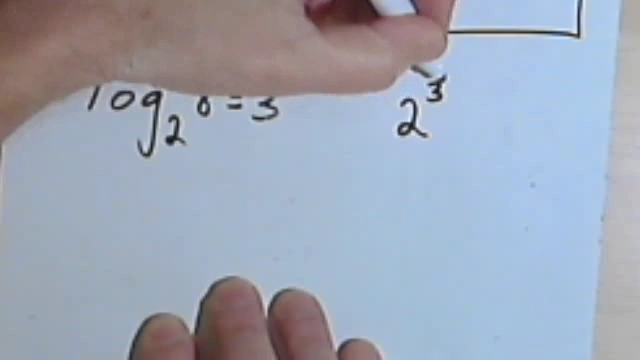 log₂ 8 = 3 2³